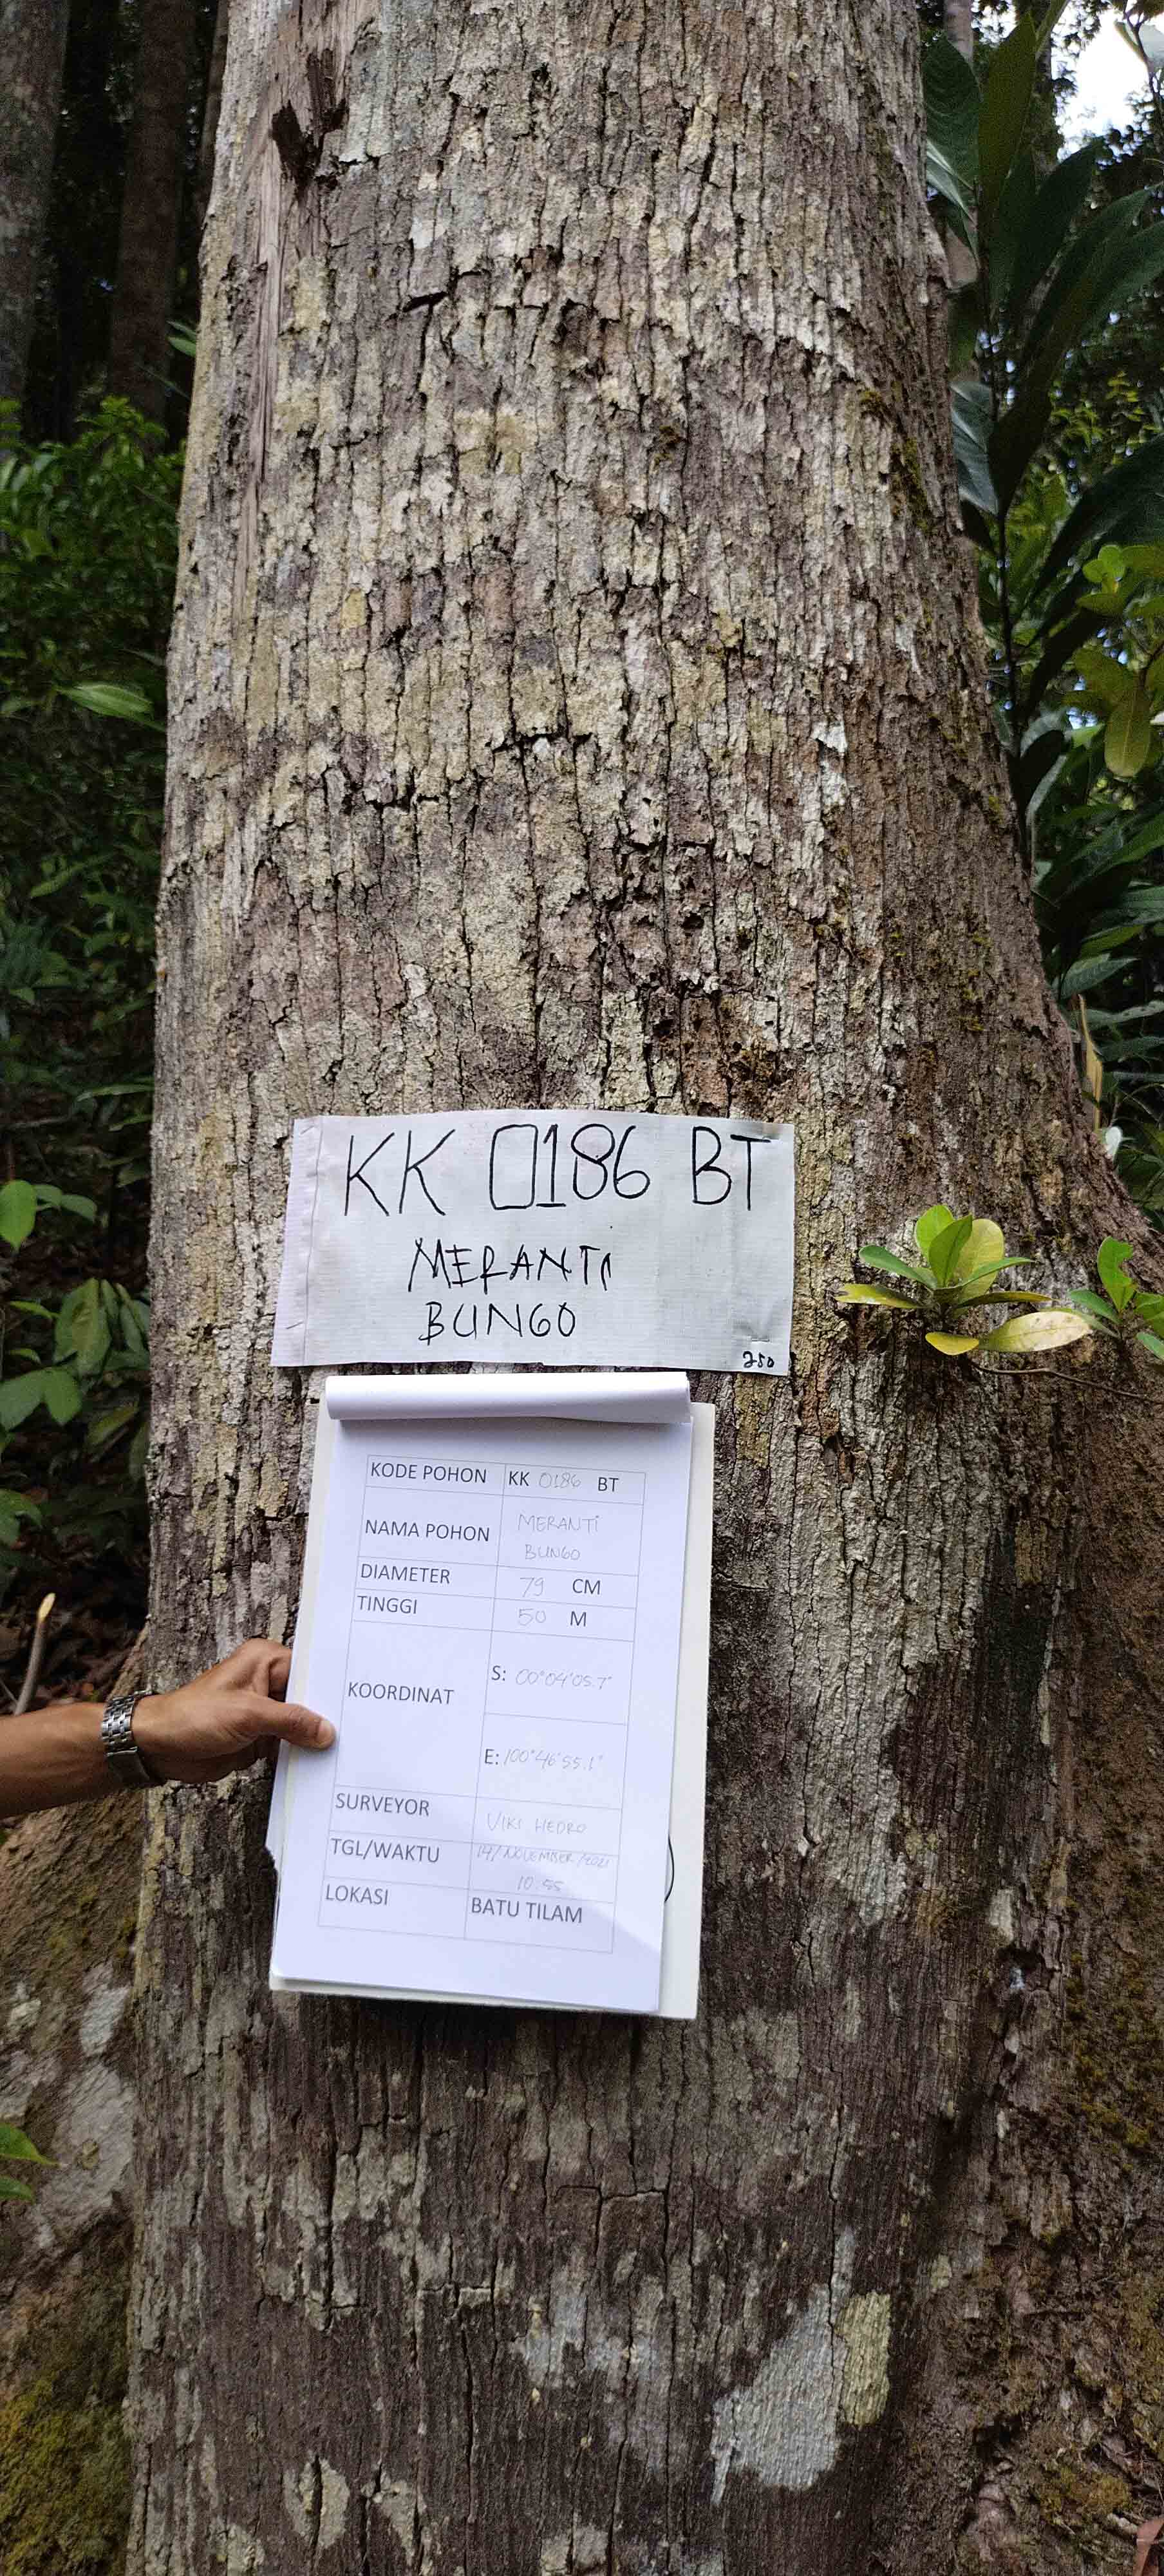 KK 0186 BT
MERANTI
BUNGO
250
KODE POHON KK 0186 BT
NAMA POHON MERANTI
BUNGO
DIAMETER 79 CM
TINGGI 50 M
KOORDINAT
S: 00°04'05.7"
E: 100°46'55.1"
SURVEYOR VIKI HEDRO
TGL/WAKTU 14/NOVEMBER/2021
10:55
LOKASI BATU TILAM